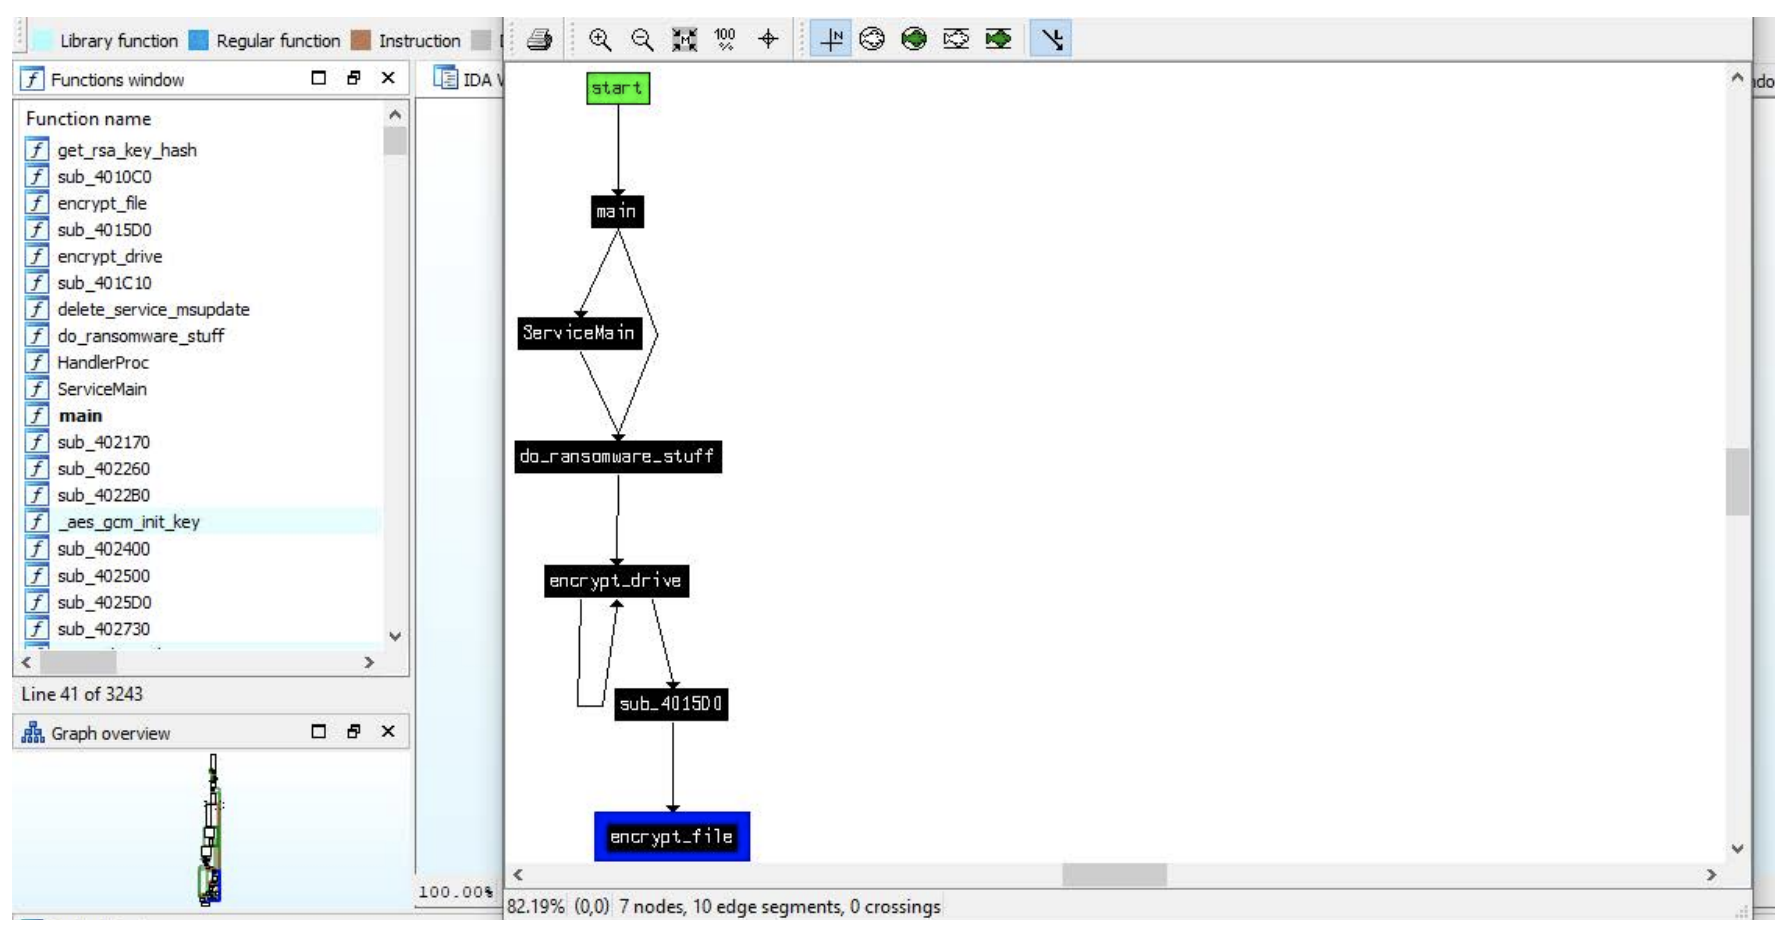 Library function Regular function Instruction
Functions window
IDA
Function name
get_rsa_key_hash
sub_4010C0
encrypt_file
sub_4015D0
encrypt_drive
sub_401C10
delete_service_msupdate
do_ransomware_stuff
HandlerProc
ServiceMain
main
sub_402170
sub_402260
sub_4022B0
_aes_gcm_init_key
sub_402400
sub_402500
sub_4025D0
sub_402730
Line 41 of 3243
Graph overview
100.00%
100
%
N
start
main
ServiceMain
do_ransomware_stuff
encrypt_drive
sub_4015D0
encrypt_file
82.19% (0,0) 7 nodes, 10 edge segments, 0 crossings